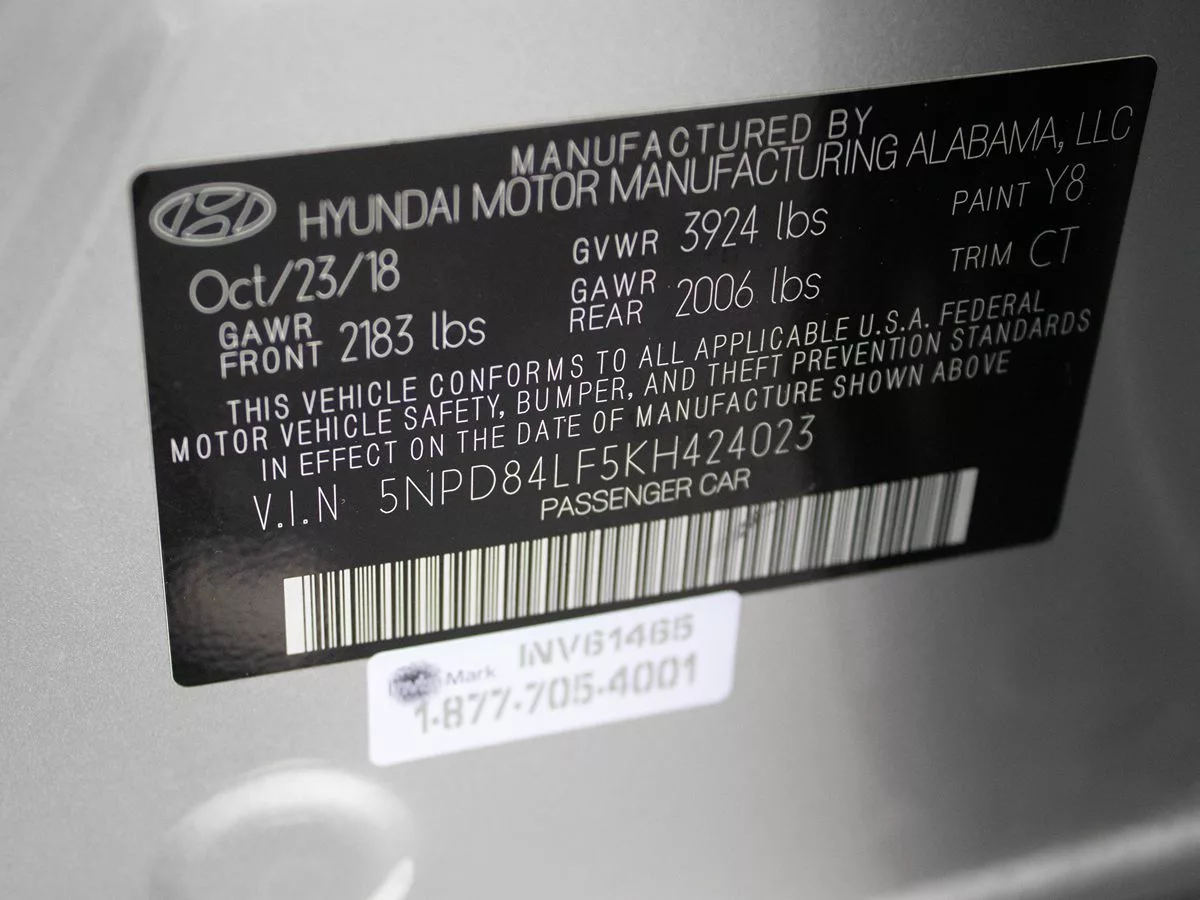 MANUFACTURED BY
HYUNDAI MOTOR MANUFACTURING ALABAMA, LLC
Oct/23/18 GVWR 3924 lbs PAINT Y8
GAWR FRONT 2183 lbs GAWR REAR 2006 lbs TRIM CT
THIS VEHICLE CONFORMS TO ALL APPLICABLE U.S.A. FEDERAL
MOTOR VEHICLE SAFETY, BUMPER, AND THEFT PREVENTION STANDARDS
IN EFFECT ON THE DATE OF MANUFACTURE SHOWN ABOVE
V.I.N 5NPD84LF5KH424023
PASSENGER CAR
Mark INV61465
1-877-705-4001